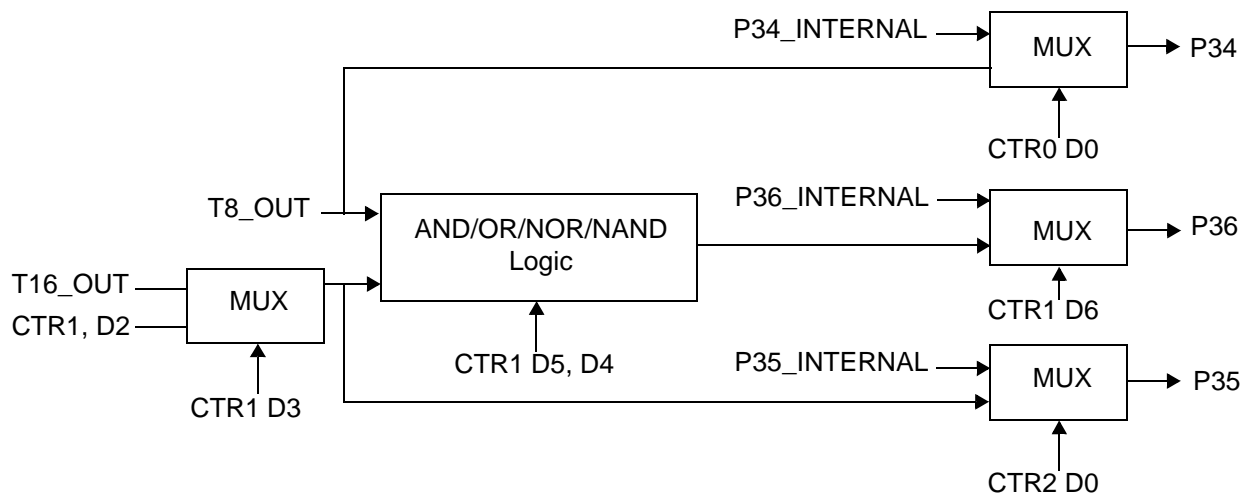 P34_INTERNAL
MUX
P34
CTR0 D0
T8_OUT
AND/OR/NOR/NAND
Logic
P36_INTERNAL
MUX
P36
CTR1 D6
T16_OUT
CTR1, D2
MUX
CTR1 D3
CTR1 D5, D4
P35_INTERNAL
MUX
P35
CTR2 D0